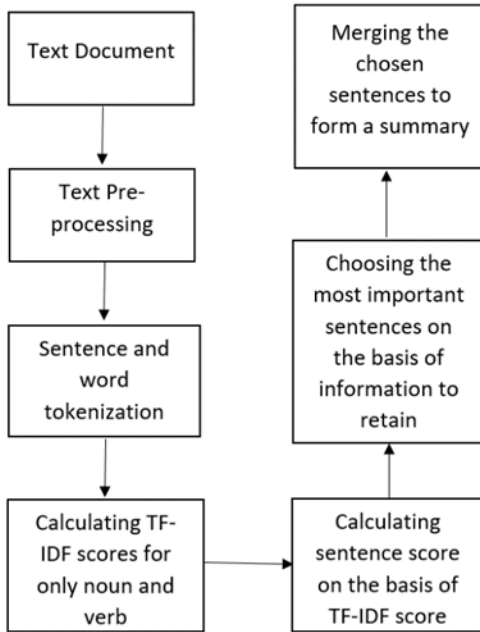 Text Document
Text Pre-
processing
Sentence and
word
tokenization
Calculating TF-
IDF scores for
only noun and
verb
Calculating
sentence score
on the basis of
TF-IDF score
Choosing the
most important
sentences on
the basis of
information to
retain
Merging the
chosen
sentences to
form a summary